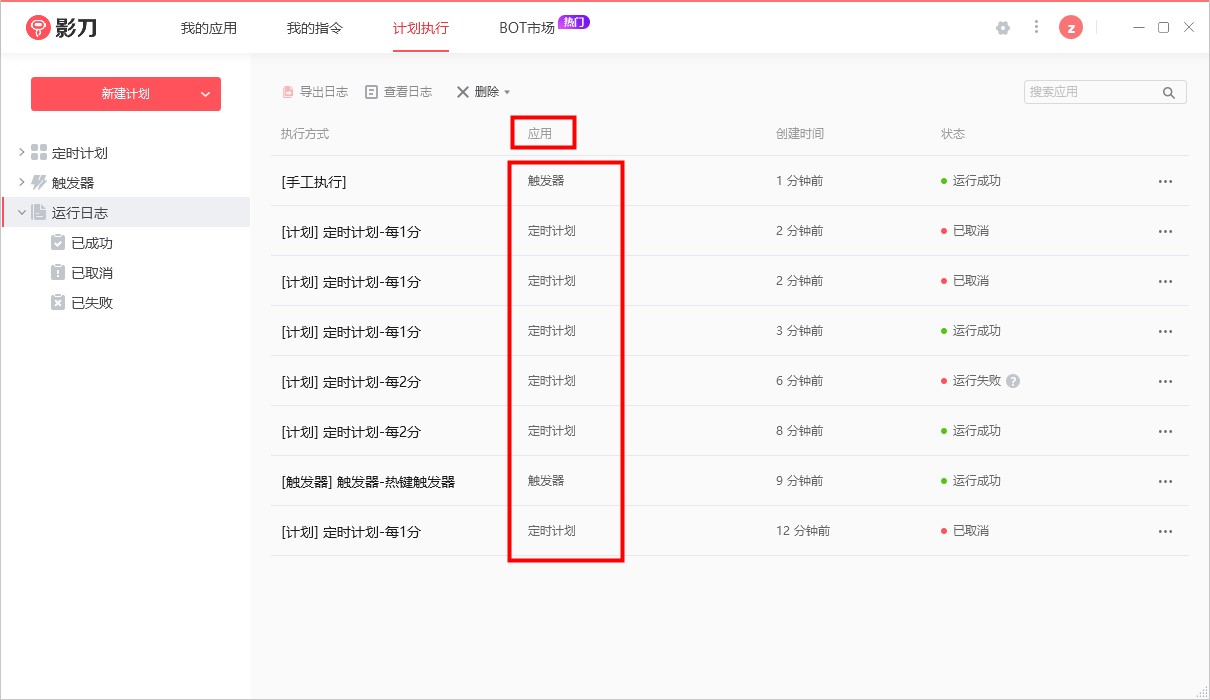 影刀 我的应用 我的指令 计划执行 BOT市场 热门 z
新建计划 导出日志 查看日志 删除 搜索应用
执行方式 应用 创建时间 状态
定时计划
触发器
运行日志
已成功
已取消
已失败
[手工执行] 触发器 1 分钟前 运行成功
[计划] 定时计划-每1分 定时计划 2 分钟前 已取消
[计划] 定时计划-每1分 定时计划 2 分钟前 已取消
[计划] 定时计划-每1分 定时计划 3 分钟前 运行成功
[计划] 定时计划-每2分 定时计划 6 分钟前 运行失败 ?
[计划] 定时计划-每2分 定时计划 8 分钟前 运行成功
[触发器] 触发器-热键触发器 触发器 9 分钟前 运行成功
[计划] 定时计划-每1分 定时计划 12 分钟前 已取消